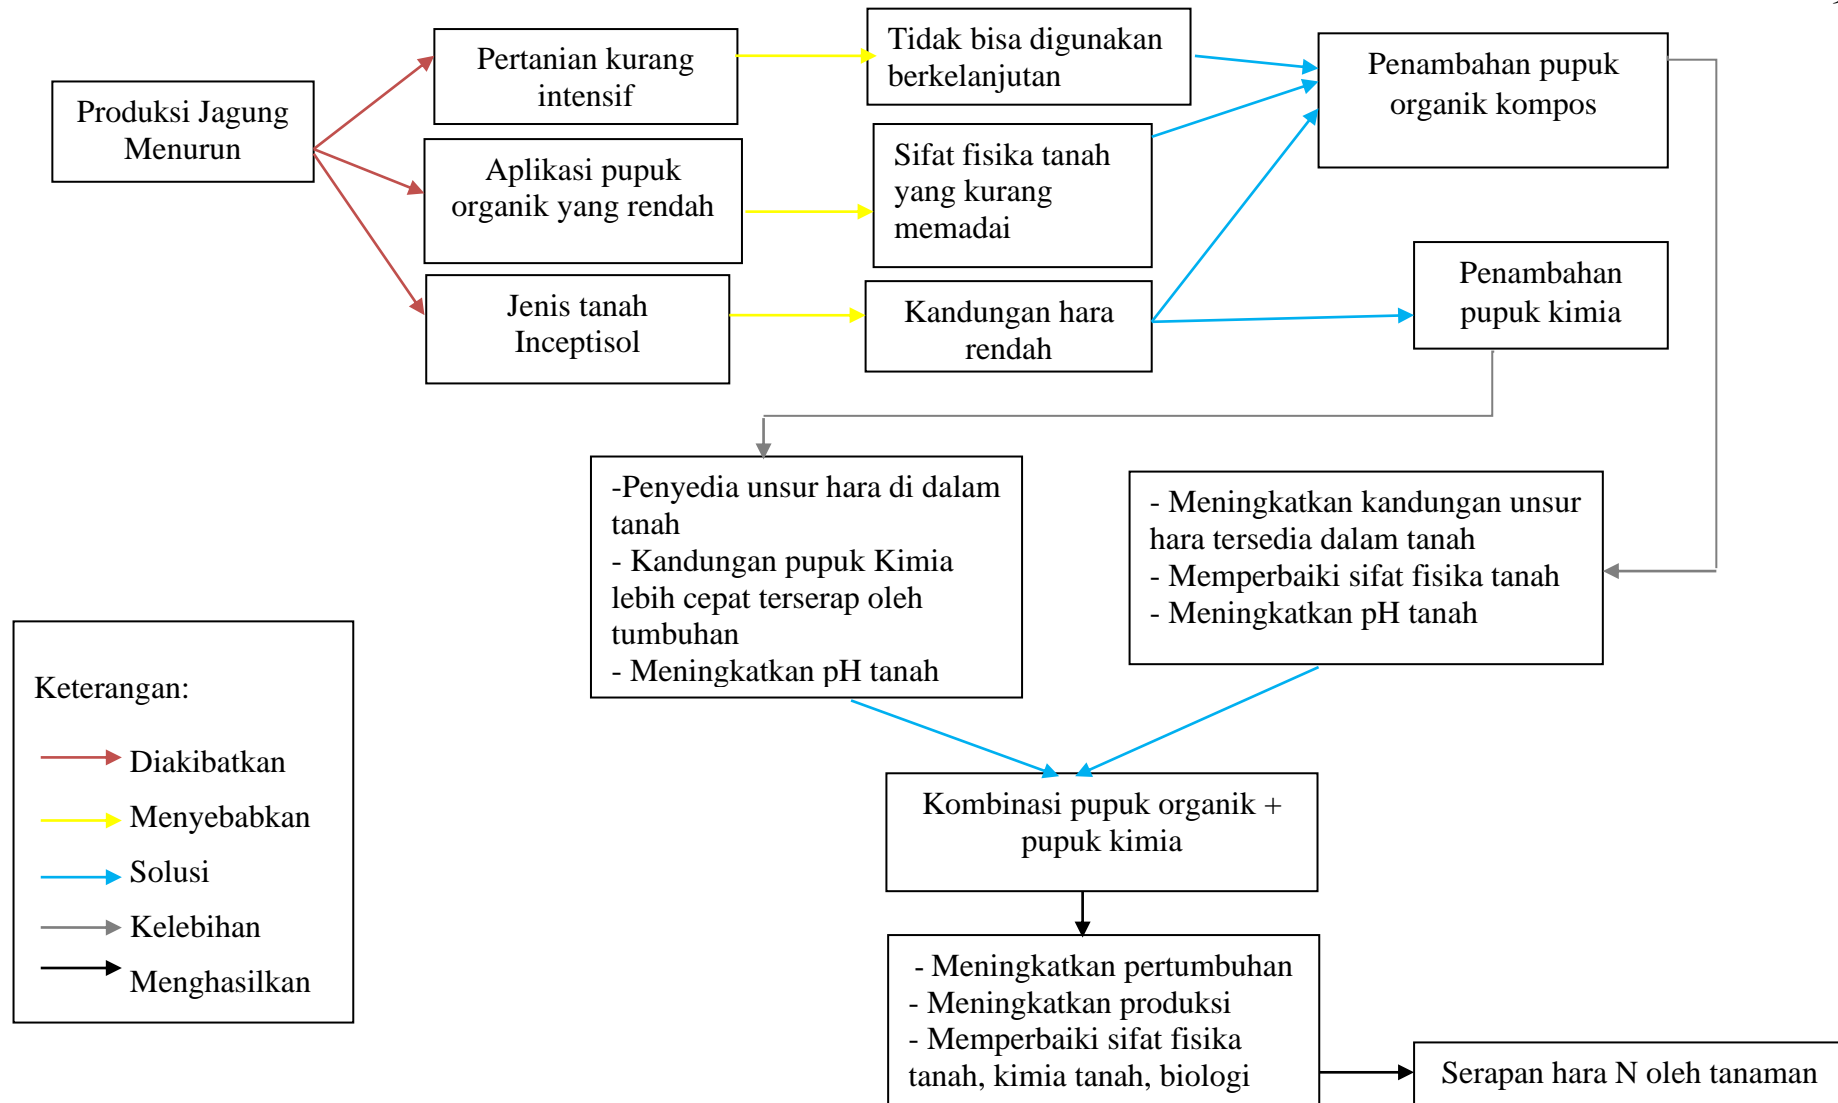 Produksi Jagung
Menurun
Pertanian kurang
intensif
Aplikasi pupuk
organik yang rendah
Jenis tanah
Inceptisol
Tidak bisa digunakan
berkelanjutan
Sifat fisika tanah
yang kurang
memadai
Kandungan hara
rendah
Penambahan pupuk
organik kompos
Penambahan
pupuk kimia
-Penyedia unsur hara di dalam
tanah
- Kandungan pupuk Kimia
lebih cepat terserap oleh
tumbuhan
- Meningkatkan pH tanah
- Meningkatkan kandungan unsur
hara tersedia dalam tanah
- Memperbaiki sifat fisika tanah
- Meningkatkan pH tanah
Keterangan:
Diakibatkan
Menyebabkan
Solusi
Kelebihan
Menghasilkan
Kombinasi pupuk organik +
pupuk kimia
- Meningkatkan pertumbuhan
- Meningkatkan produksi
- Memperbaiki sifat fisika
tanah, kimia tanah, biologi
Serapan hara N oleh tanaman